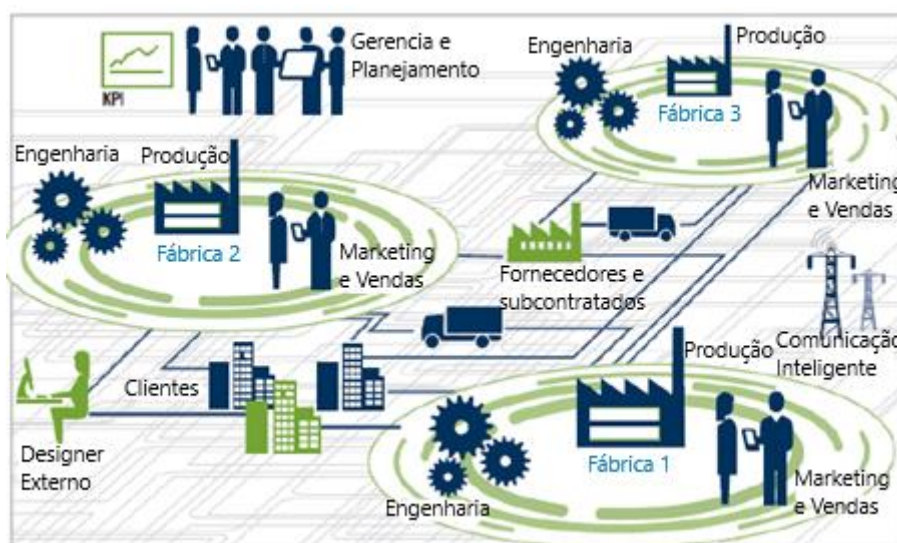 KPI
Gerencia e
Planejamento
Engenharia
Produção
Fábrica 3
Marketing
e Vendas
Engenharia
Produção
Fábrica 2
Marketing
e Vendas
Fornecedores e
subcontratados
Comunicação
Inteligente
Clientes
Designer
Externo
Produção
Fábrica 1
Engenharia
Marketing
e Vendas